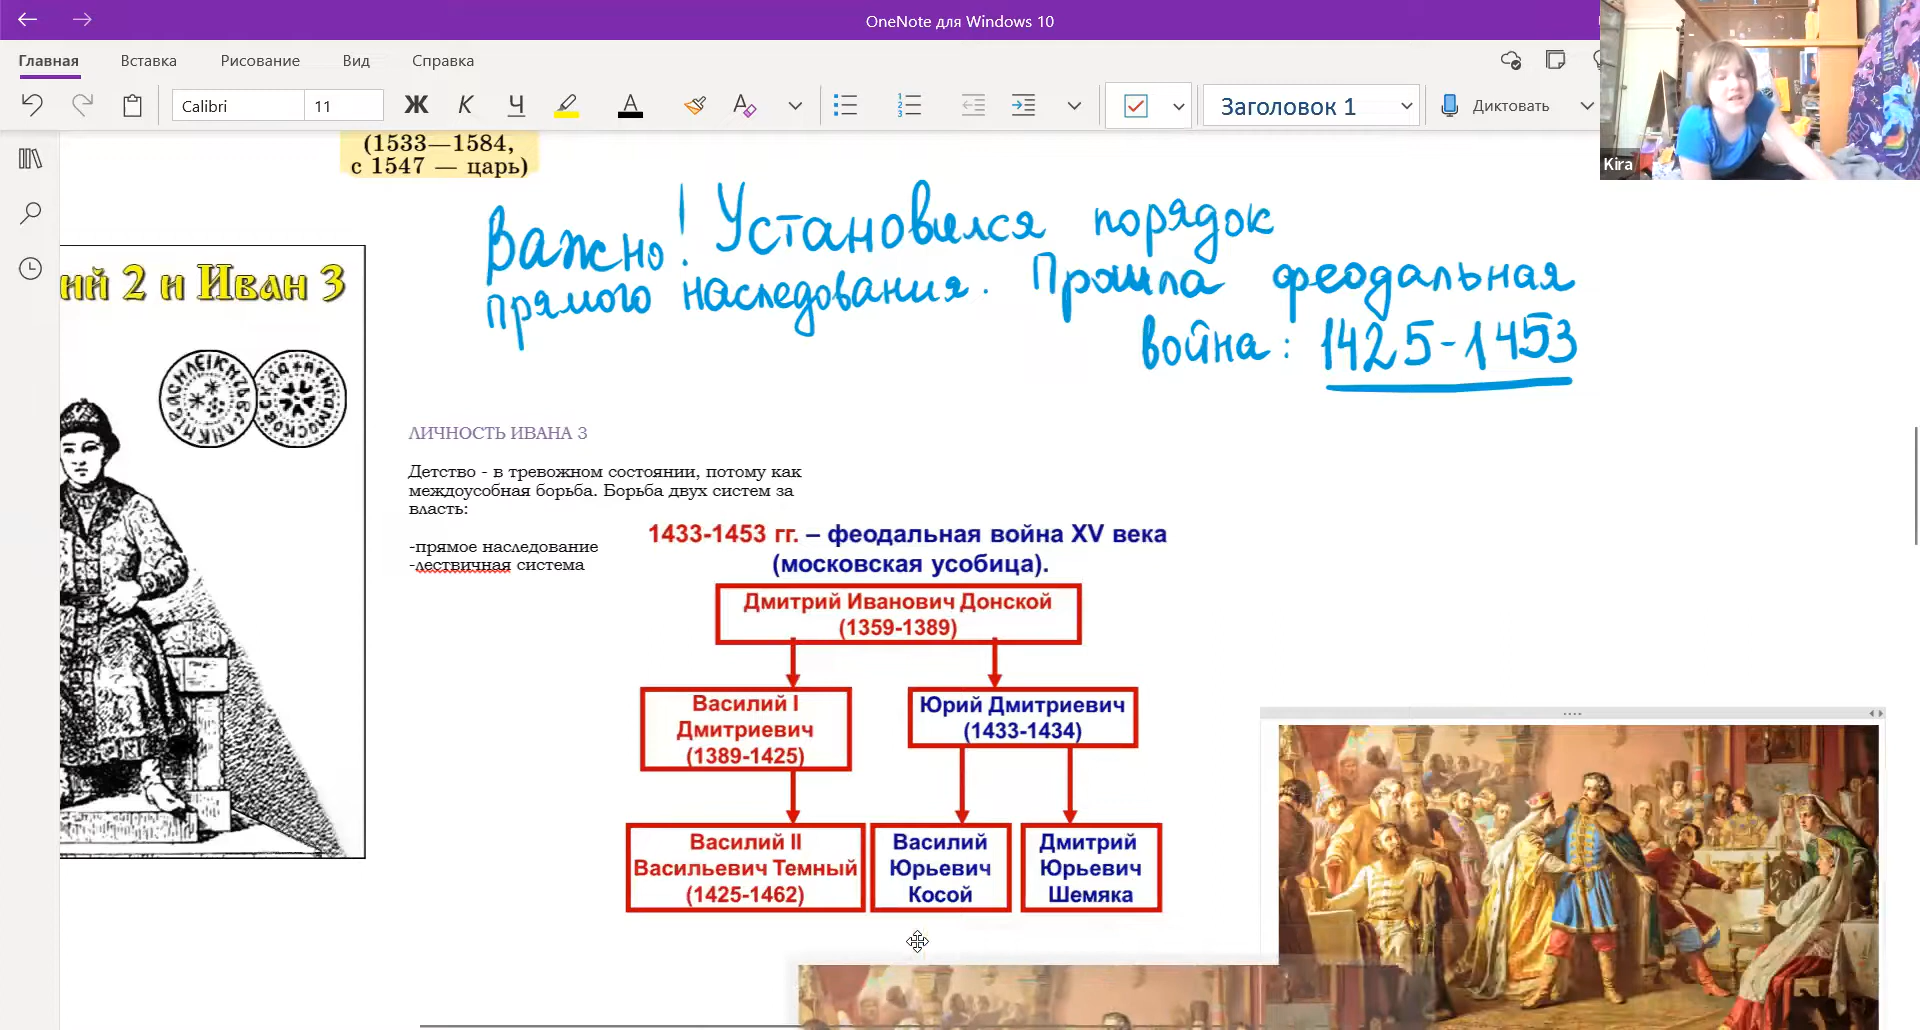 OneNote для Windows 10
Главная Вставка Рисование Вид Справка
Calibri 11 Ж К Ч А Заголовок 1 Диктовать
Kira
(1533—1584,
с 1547 — царь)
Важно! Установился порядок
прямого наследования. Прошла феодальная
война: 1425-1453
ий 2 и Иван 3
ЛИЧНОСТЬ ИВАНА 3
Детство - в тревожном состоянии, потому как
междоусобная борьба. Борьба двух систем за
власть:
-прямое наследование
-лествичная система
1433-1453 гг. – феодальная война XV века
(московская усобица).
Дмитрий Иванович Донской
(1359-1389)
Василий I
Дмитриевич
(1389-1425)
Юрий Дмитриевич
(1433-1434)
Василий II
Васильевич Темный
(1425-1462)
Василий
Юрьевич
Косой
Дмитрий
Юрьевич
Шемяка